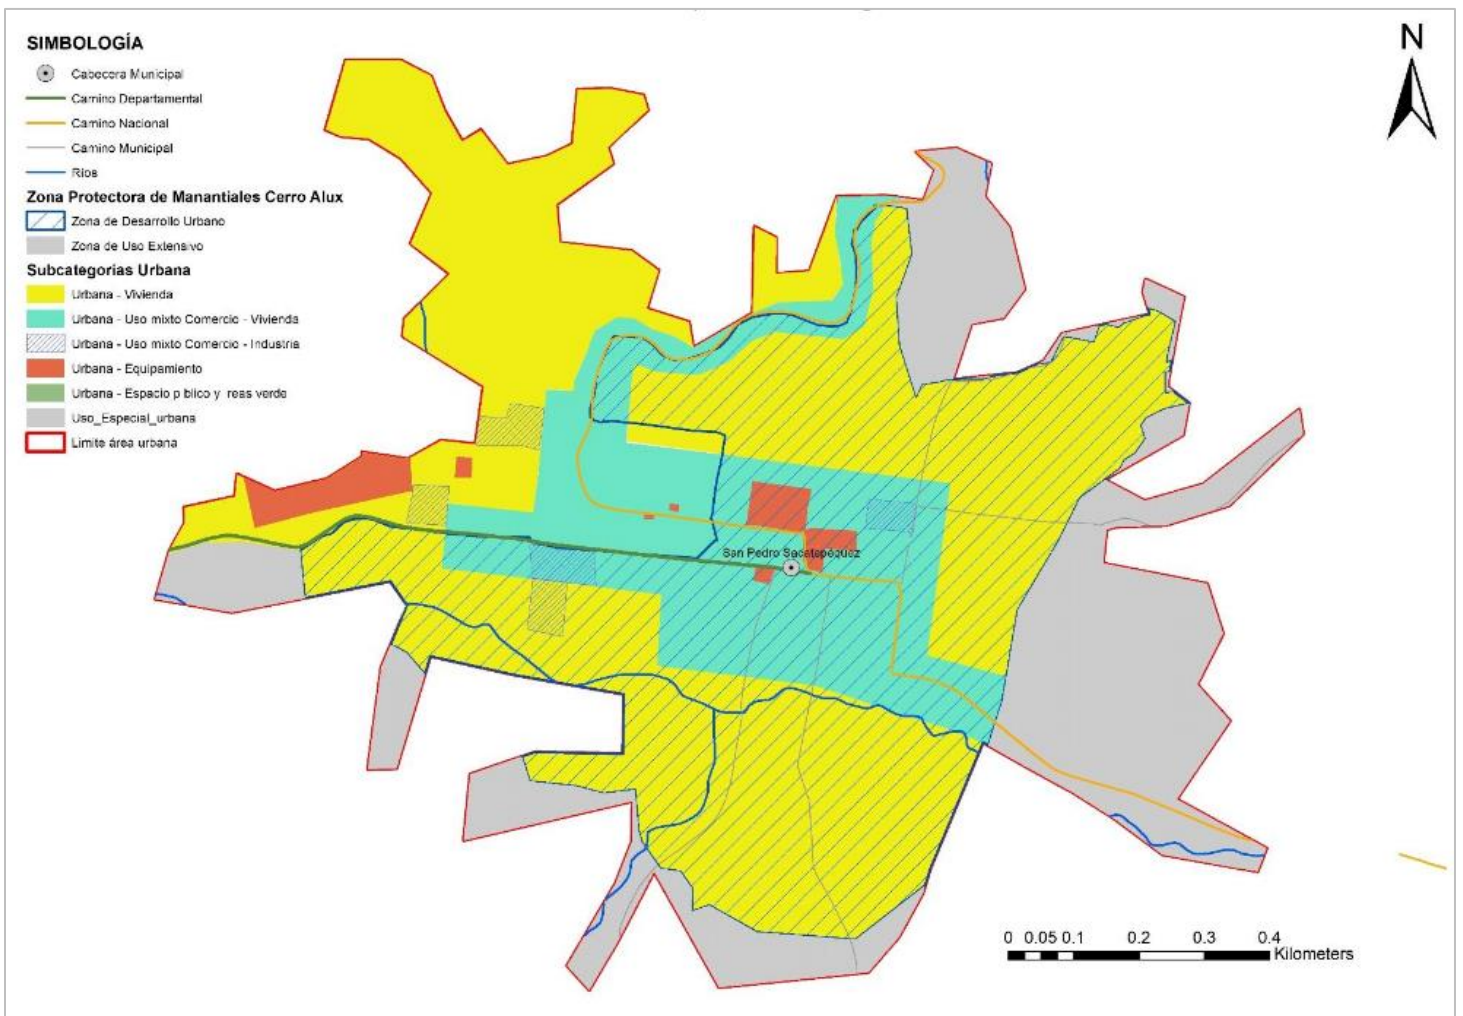 SIMBOLOGÍA
Cabecera Municipal
Camino Departamental
Camino Nacional
Camino Municipal
Rios
Zona Protectora de Manantiales Cerro Alux
Zona de Desarrollo Urbano
Zona de Uso Extensivo
Subcategorias Urbana
Urbana - Vivienda
Urbana - Uso mixto Comercio - Vivienda
Urbana - Uso mixto Comercio - Industria
Urbana - Equipamiento
Urbana - Espacio p blico y reas verde
Uso_Especial_urbana
Limite área urbana
N
San Pedro Sacatepéquez
0 0.05 0.1 0.2 0.3 0.4
Kilometers